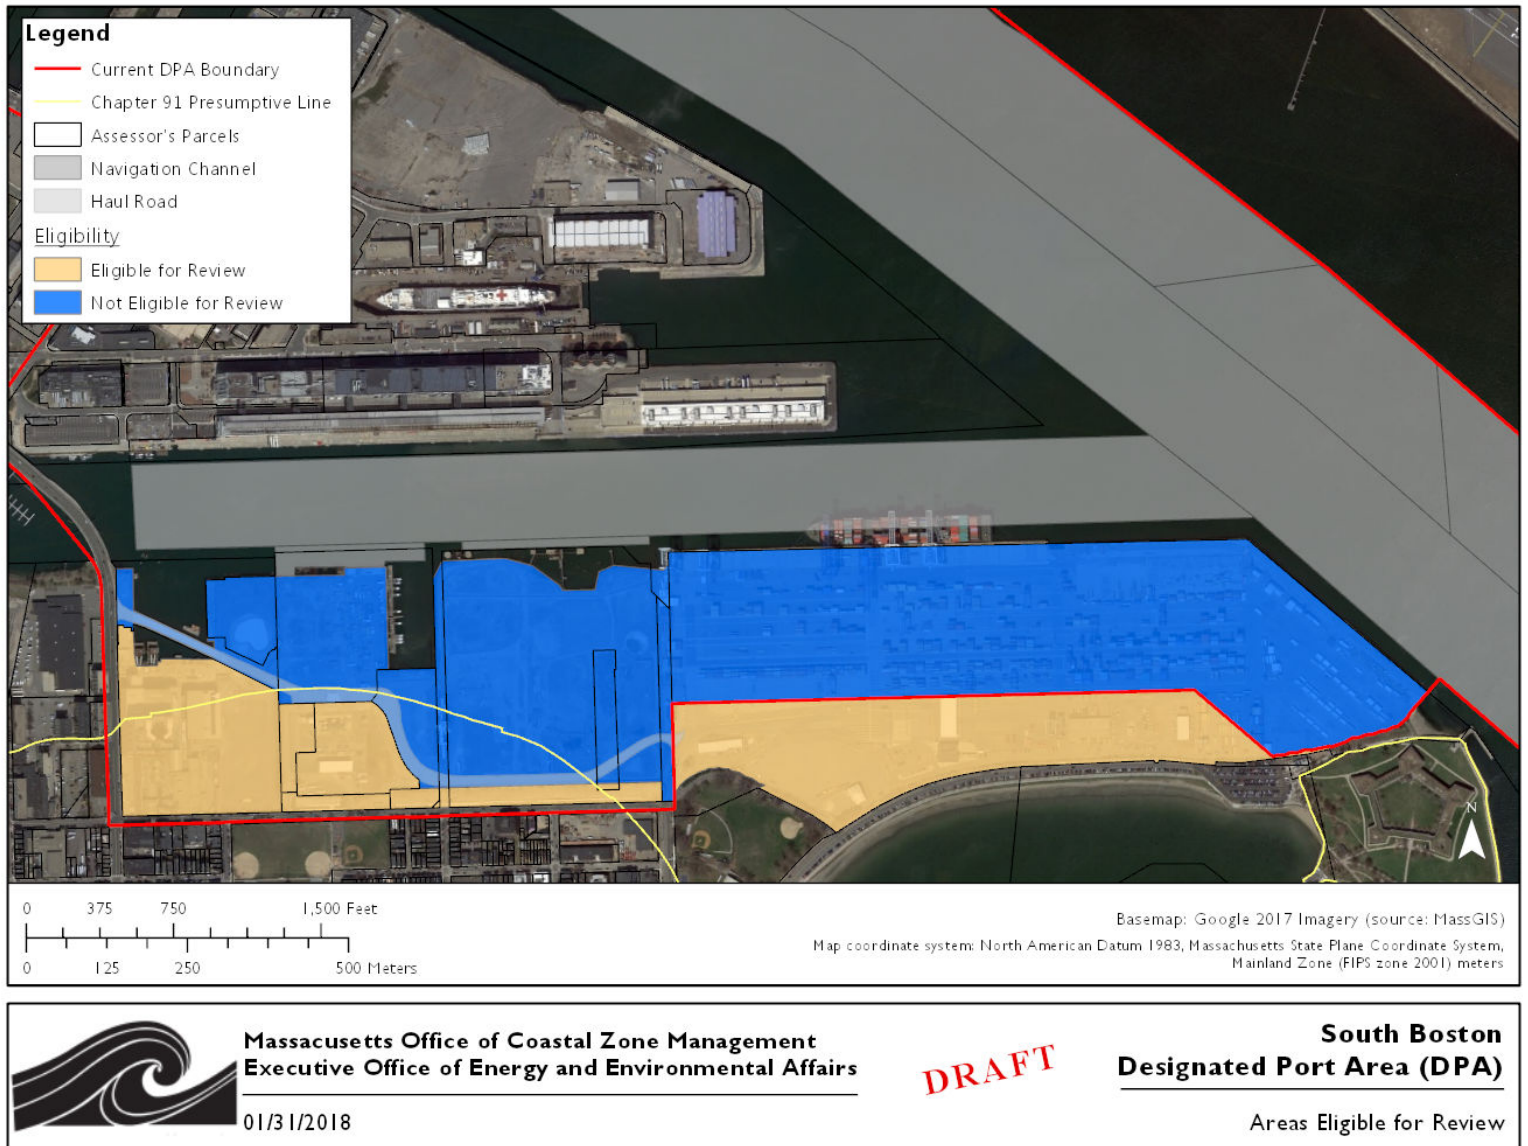 Legend
Current DPA Boundary
Chapter 91 Presumptive Line
Assessor's Parcels
Navigation Channel
Haul Road
Eligibility
Eligible for Review
Not Eligible for Review
N
0 375 750 1,500 Feet
0 125 250 500 Meters
Basemap: Google 2017 Imagery (source: MassGIS)
Map coordinate system: North American Datum 1983, Massachusetts State Plane Coordinate System,
Mainland Zone (FIPS zone 2001) meters
Massacusetts Office of Coastal Zone Management
Executive Office of Energy and Environmental Affairs
01/31/2018
DRAFT
South Boston
Designated Port Area (DPA)
Areas Eligible for Review